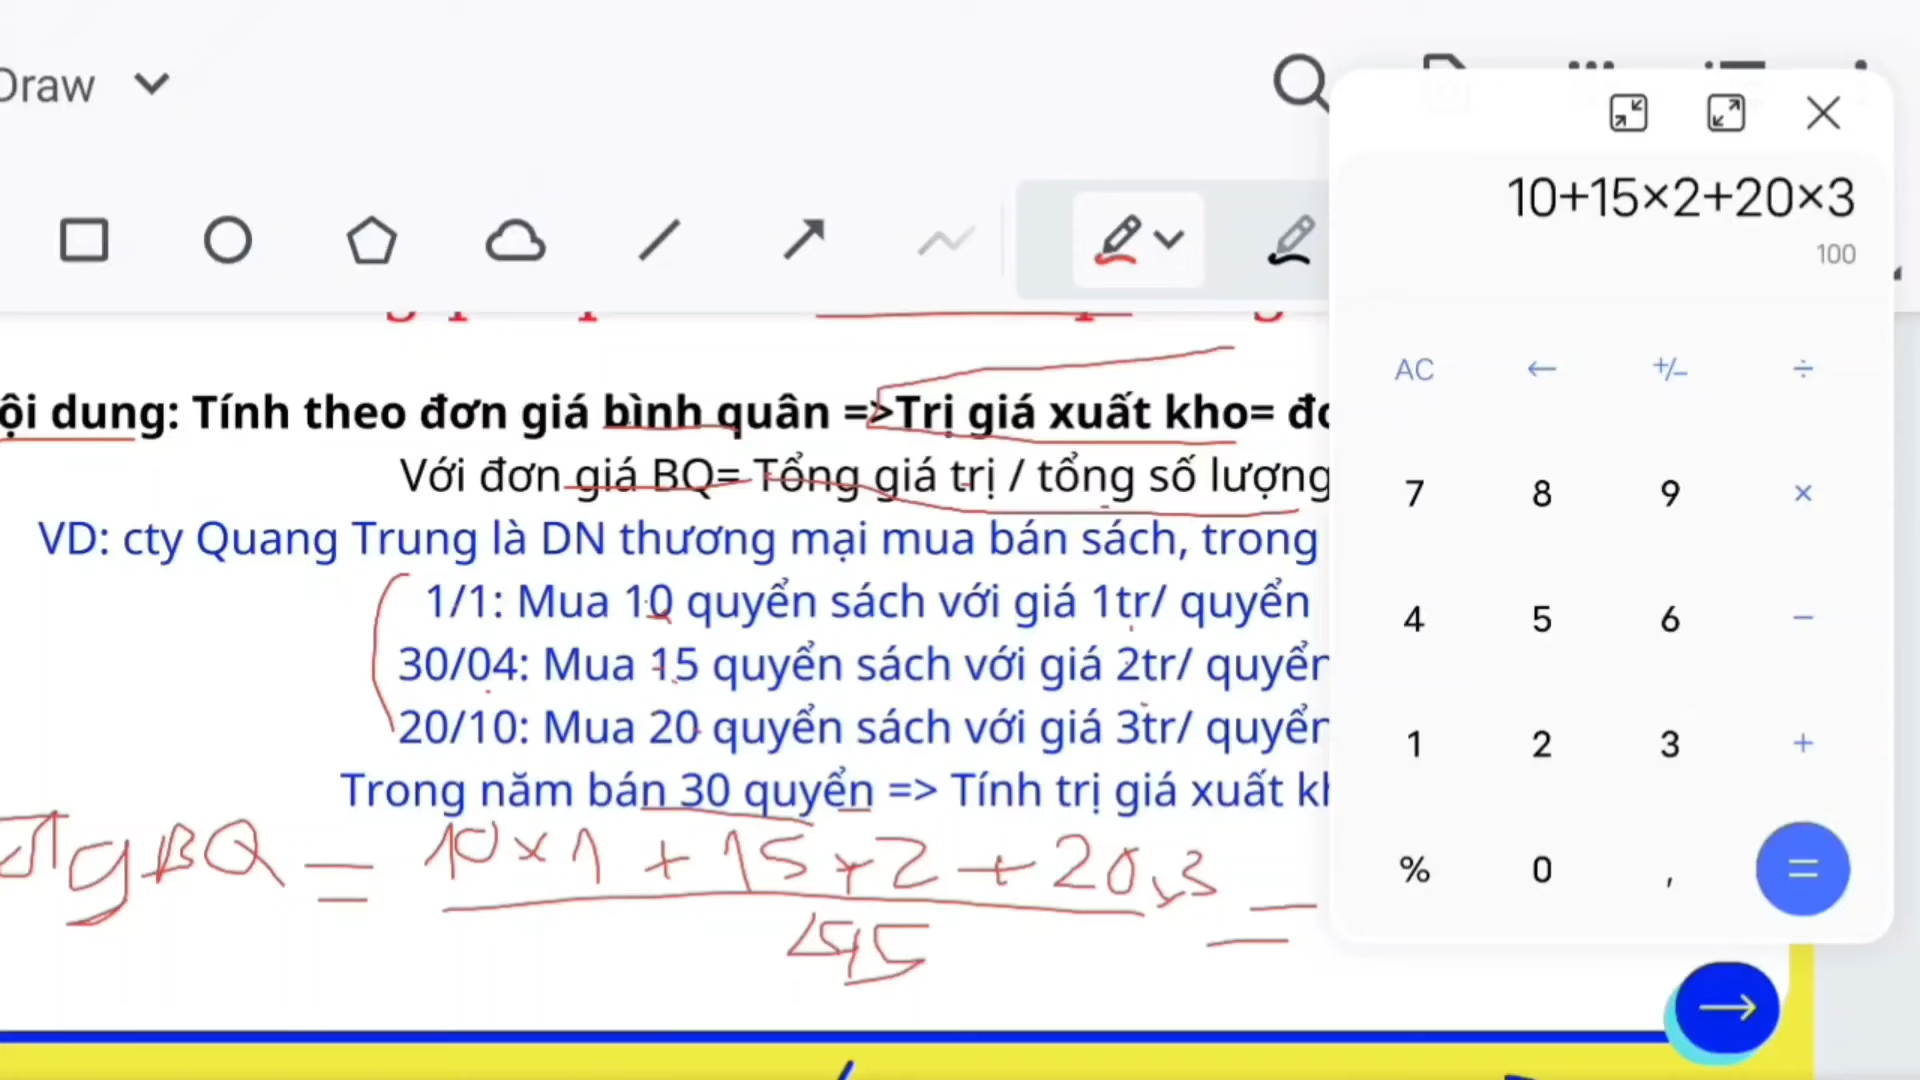 Draw
10+15×2+20×3
100
AC ← +/- ÷
7 8 9 ×
4 5 6 −
1 2 3 +
% 0 , =
ội dung: Tính theo đơn giá bình quân =>Trị giá xuất kho= đơ
Với đơn giá BQ= Tổng giá trị / tổng số lượng
VD: cty Quang Trung là DN thương mại mua bán sách, trong
1/1: Mua 10 quyển sách với giá 1tr/ quyển
30/04: Mua 15 quyển sách với giá 2tr/ quyển
20/10: Mua 20 quyển sách với giá 3tr/ quyển
Trong năm bán 30 quyển => Tính trị giá xuất kh
BQ = 10 × 1 + 15 × 2 + 20 × 3 =
45